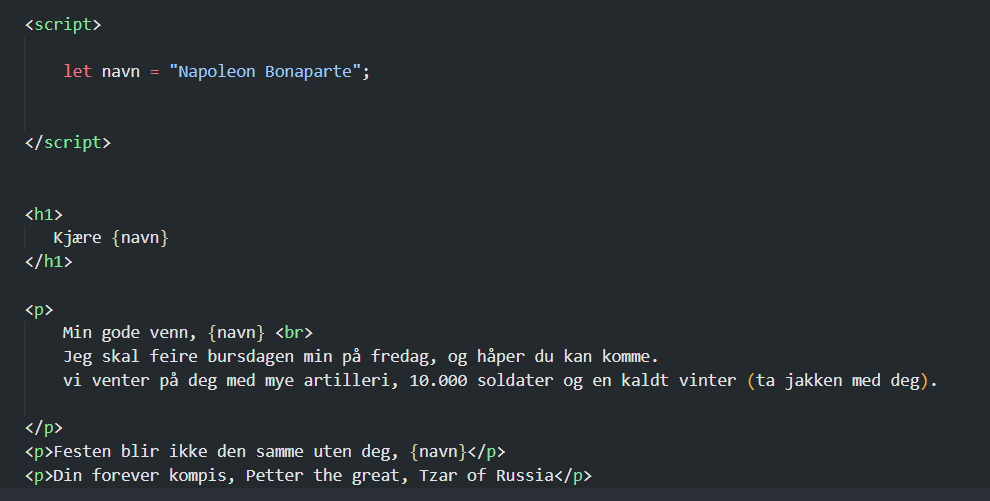 <script>
let navn = "Napoleon Bonaparte";
</script>
<h1>
Kjære {navn}
</h1>
<p>
Min gode venn, {navn} <br>
Jeg skal feire bursdagen min på fredag, og håper du kan komme.
vi venter på deg med mye artilleri, 10.000 soldater og en kaldt vinter (ta jakken med deg).
</p>
<p>Festen blir ikke den samme uten deg, {navn}</p>
<p>Din forever kompis, Petter the great, Tzar of Russia</p>